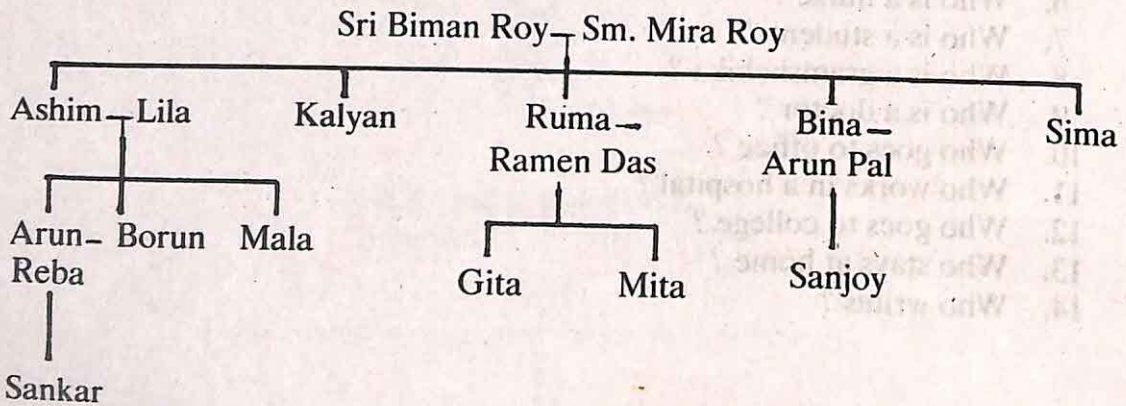 Sri Biman Roy Sm. Mira Roy
Ashim Lila Kalyan Ruma Bina Sima
Ramen Das Arun Pal
Arun Borun Mala
Reba
Gita Mita Sanjoy
Sankar